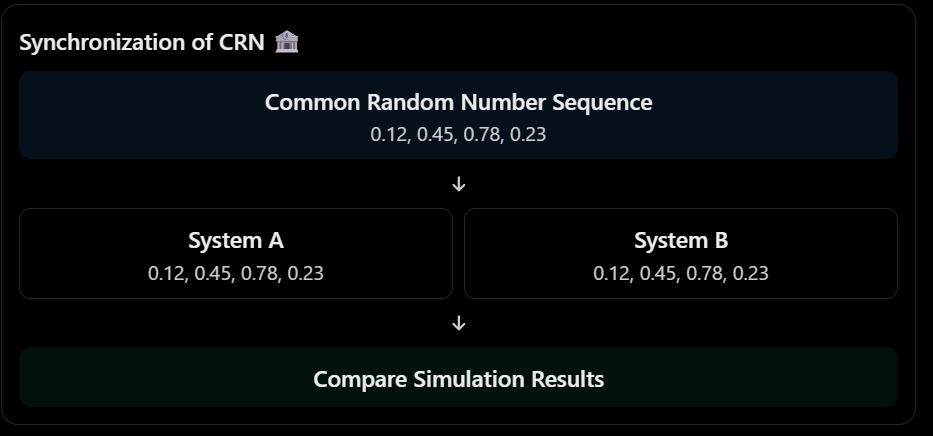 Synchronization of CRN 🏛️
Common Random Number Sequence
0.12, 0.45, 0.78, 0.23
System A
0.12, 0.45, 0.78, 0.23
System B
0.12, 0.45, 0.78, 0.23
Compare Simulation Results